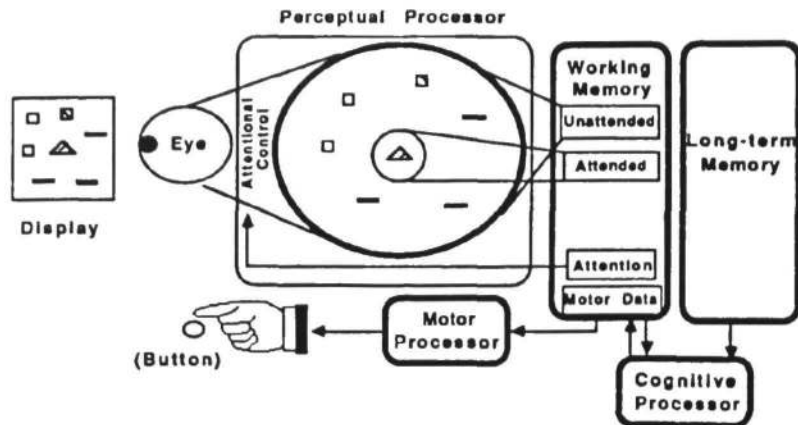 Perceptual Processor
Working
Memory
Unattended
Attended
Attention
Motor Data
Long-term
Memory
Attentional
Control
Eye
Display
(Button)
Motor
Processor
Cognitive
Processor